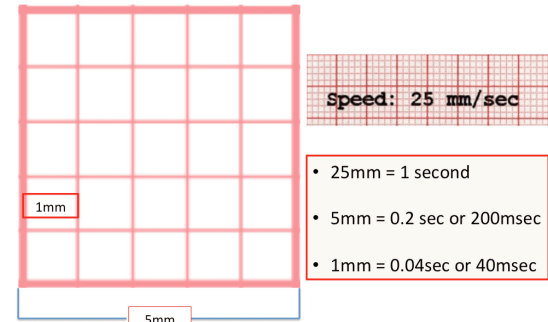 Speed: 25 mm/sec
• 25mm = 1 second
• 5mm = 0.2 sec or 200msec
1mm
• 1mm = 0.04sec or 40msec
5mm